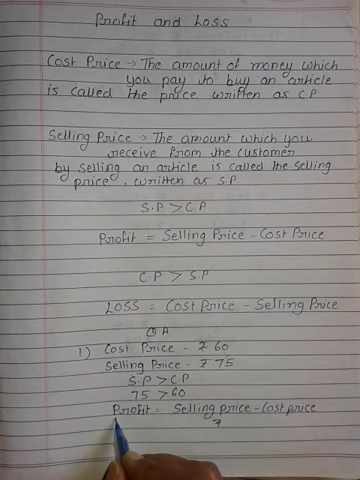 Profit and Loss
Cost Price → The amount of money which
you pay to buy an article
is called the price written as C.P
Selling Price → The amount which you
receive from the customer
by selling an article is called the selling
price, written as S.P
S.P > C.P
Profit = Selling Price - Cost Price
C.P > S.P
LOSS = Cost Price - Selling Price
Q A
1) Cost Price - ₹ 60
Selling Price - ₹ 75
S.P > C.P
75 > 60
Profit = Selling price - Cost price